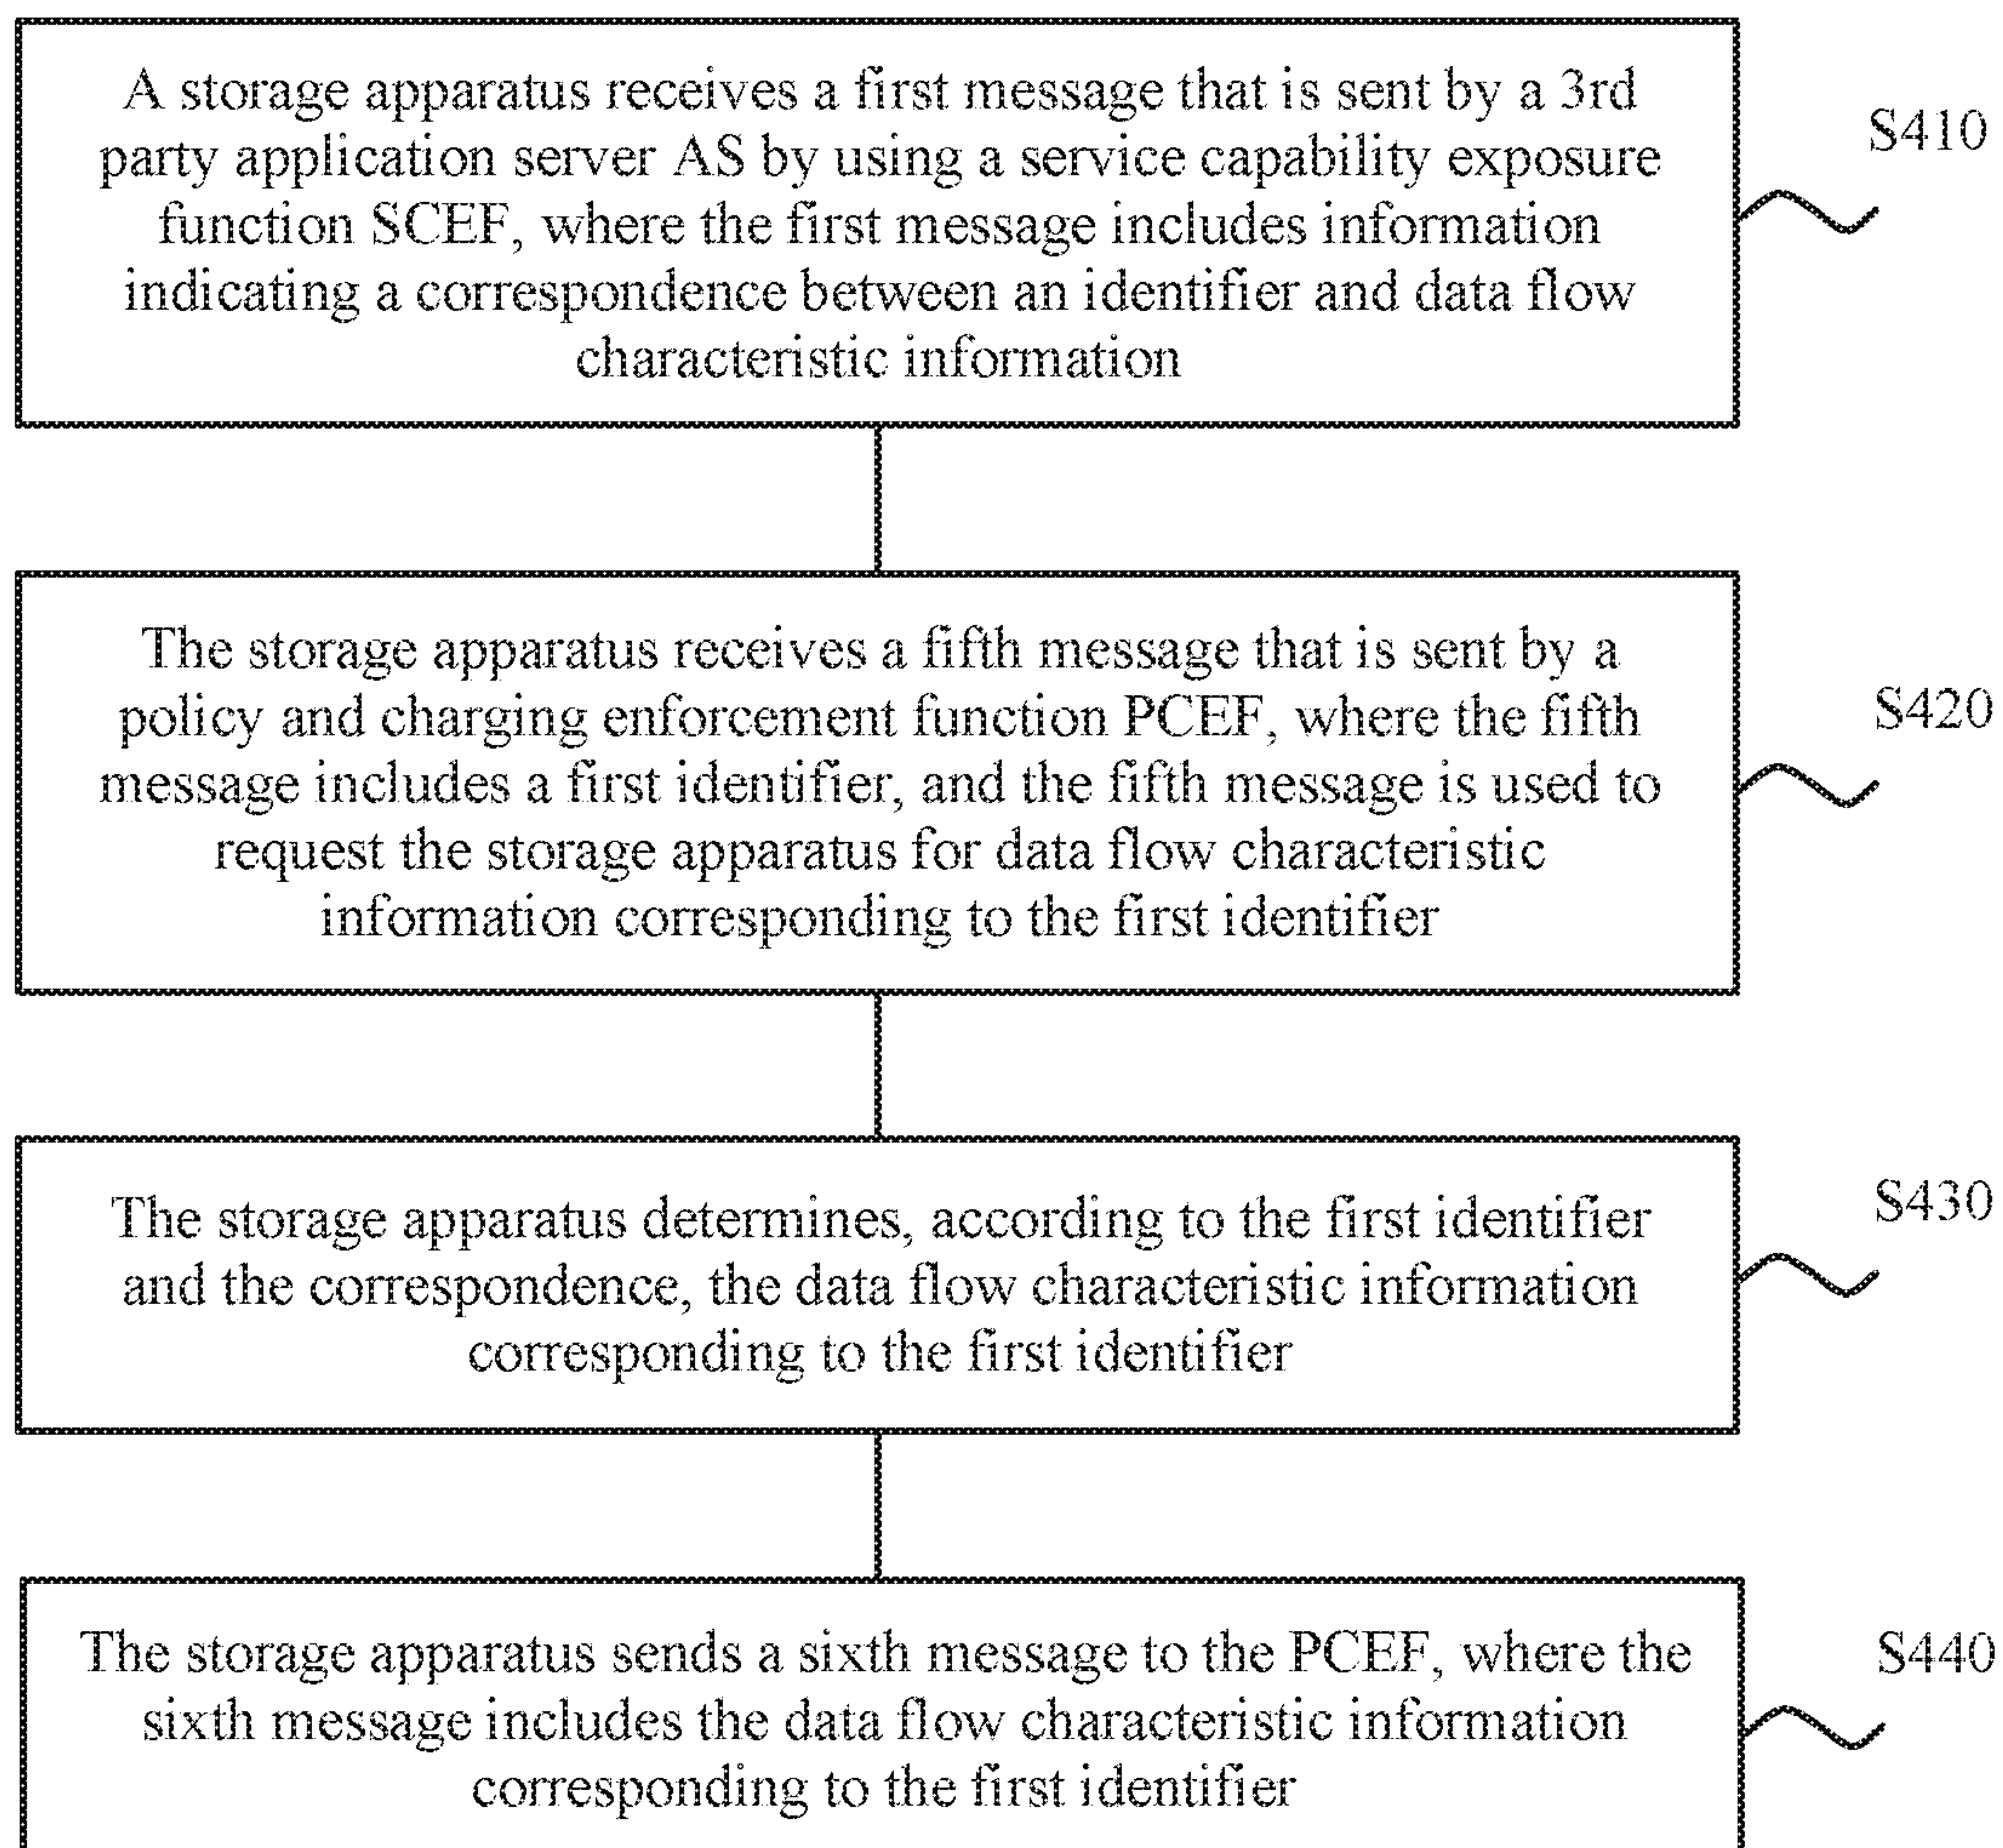 A storage apparatus receives a first message that is sent by a 3rd
party application server AS by using a service capability exposure
function SCEF, where the first message includes information
indicating a correspondence between an identifier and data flow
characteristic information
S410
The storage apparatus receives a fifth message that is sent by a
policy and charging enforcement function PCEF, where the fifth
message includes a first identifier, and the fifth message is used to
request the storage apparatus for data flow characteristic
information corresponding to the first identifier
S420
The storage apparatus determines, according to the first identifier
and the correspondence, the data flow characteristic information
corresponding to the first identifier
S430
The storage apparatus sends a sixth message to the PCEF, where the
sixth message includes the data flow characteristic information
corresponding to the first identifier
S440